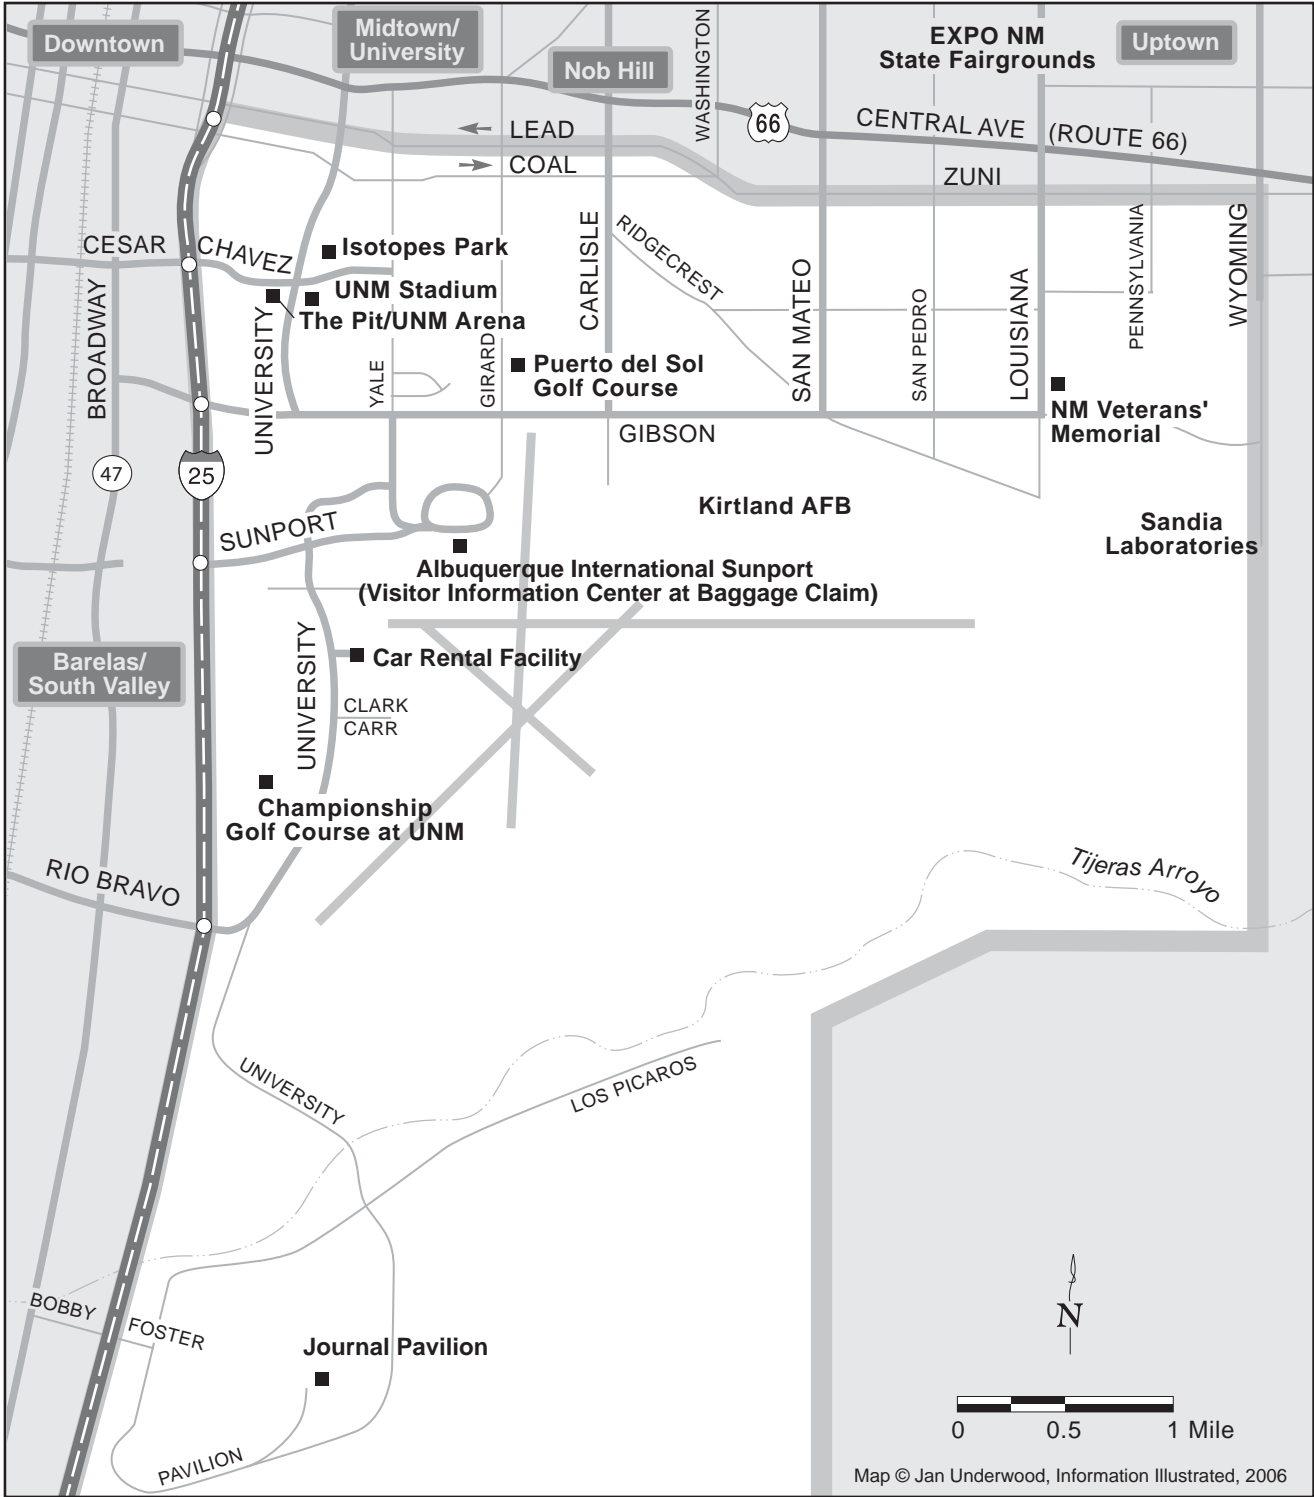 Downtown
Midtown/
University
Nob Hill
WASHINGTON
EXPO NM
State Fairgrounds
Uptown
66
CENTRAL AVE (ROUTE 66)
LEAD
COAL
ZUNI
CESAR CHAVEZ
Isotopes Park
UNM Stadium
The Pit/UNM Arena
BROADWAY
UNIVERSITY
YALE
GIRARD
CARLISLE
RIDGECREST
SAN MATEO
SAN PEDRO
LOUISIANA
PENNSYLVANIA
WYOMING
Puerto del Sol
Golf Course
NM Veterans'
Memorial
GIBSON
47
25
SUNPORT
Kirtland AFB
Sandia
Laboratories
Albuquerque International Sunport
(Visitor Information Center at Baggage Claim)
UNIVERSITY
Barelas/
South Valley
Car Rental Facility
CLARK
CARR
Championship
Golf Course at UNM
RIO BRAVO
Tijeras Arroyo
UNIVERSITY
LOS PICAROS
BOBBY FOSTER
Journal Pavilion
PAVILION
N
0 0.5 1 Mile
Map © Jan Underwood, Information Illustrated, 2006